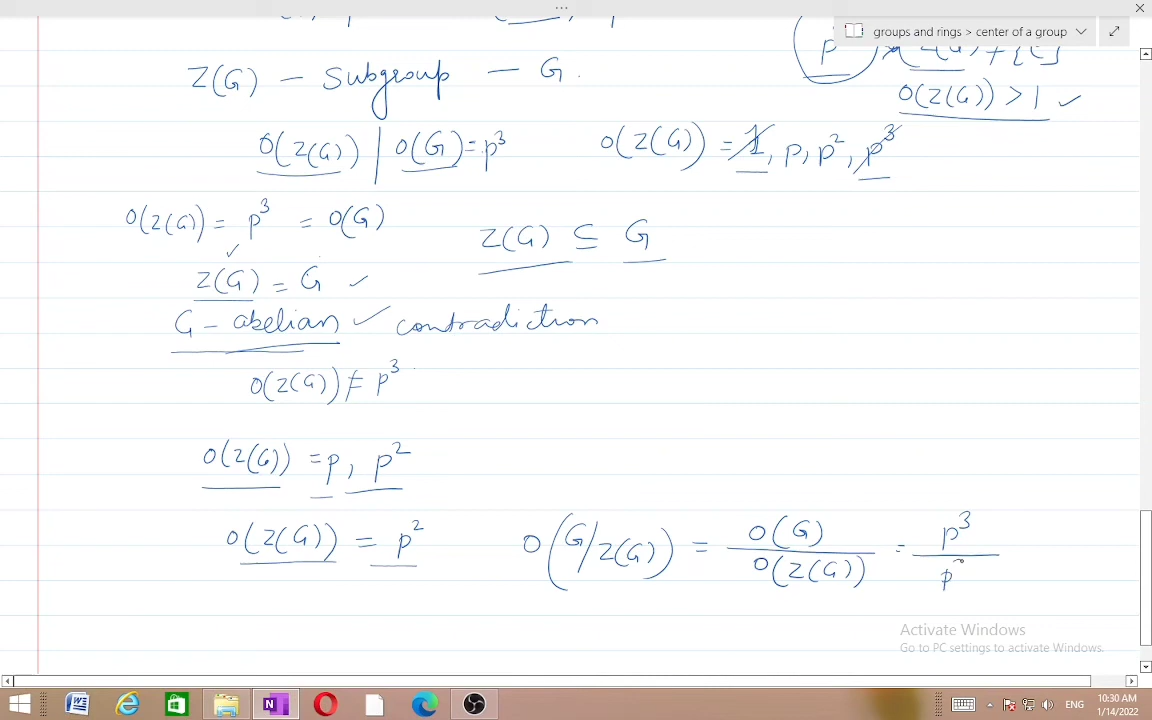 groups and rings > center of a group
Z(G) – Subgroup – G.
O(Z(G)) > 1 ✓
O(Z(G)) | O(G) = p³ O(Z(G)) = 1, p, p², p³
O(Z(G)) = p³ = O(G) Z(G) ⊆ G
✓
Z(G) = G ✓
G – abelian ✓ contradiction
O(Z(G)) ≠ p³
O(Z(G)) = p, p²
O(Z(G)) = p² O(G/Z(G)) = O(G)/O(Z(G)) = p³/p
Activate Windows
Go to PC settings to activate Windows.
ENG
10:30 AM
1/14/2022